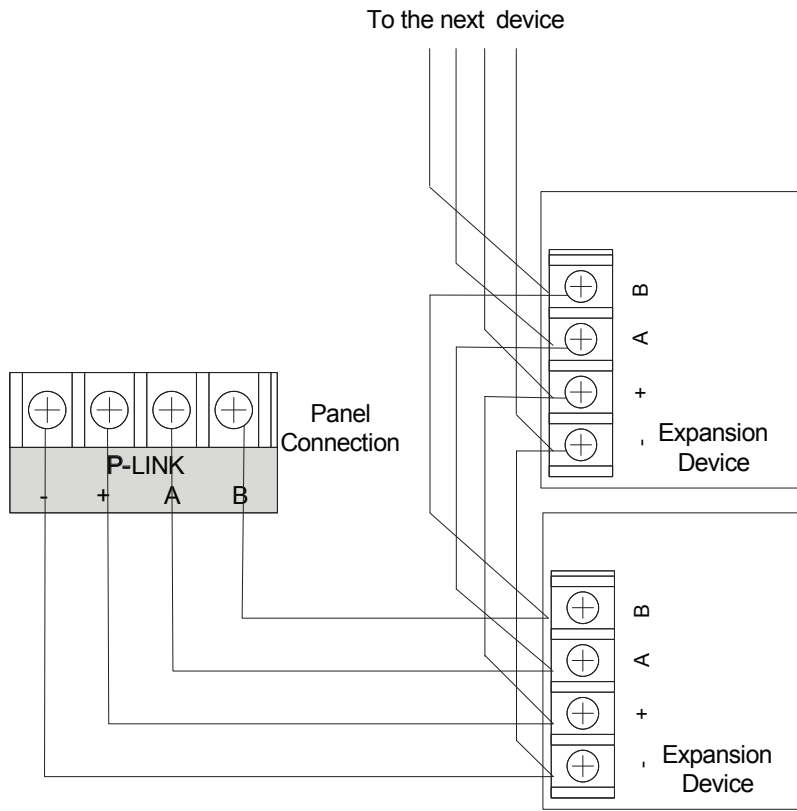 To the next device
B
A
+
-
Expansion
Device
Panel
Connection
P-LINK
- + A B
B
A
+
-
Expansion
Device